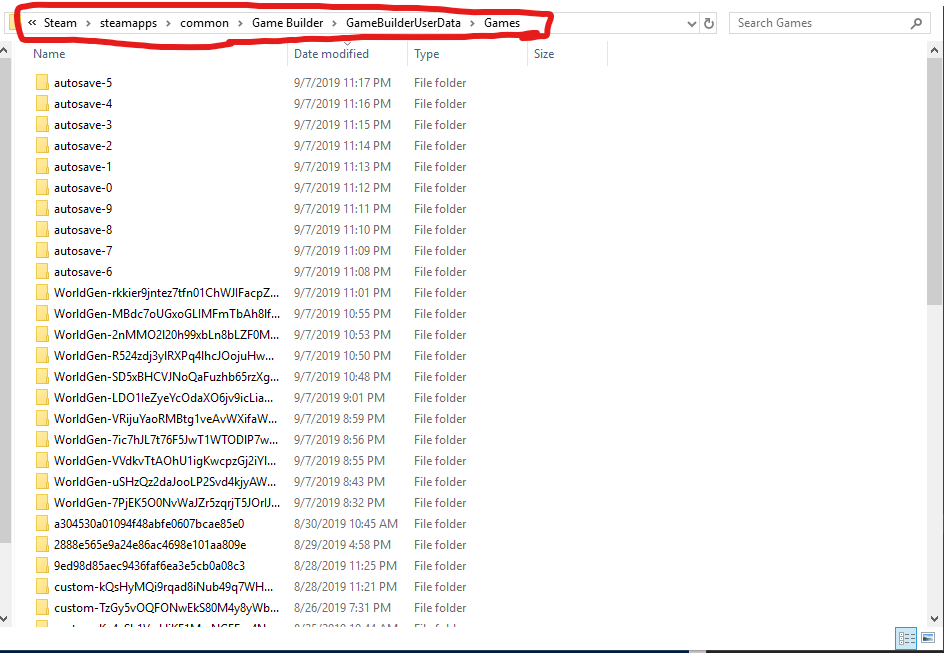 « Steam > steamapps > common > Game Builder > GameBuilderUserData > Games Search Games
Name Date modified Type Size
autosave-5 9/7/2019 11:17 PM File folder
autosave-4 9/7/2019 11:16 PM File folder
autosave-3 9/7/2019 11:15 PM File folder
autosave-2 9/7/2019 11:14 PM File folder
autosave-1 9/7/2019 11:13 PM File folder
autosave-0 9/7/2019 11:12 PM File folder
autosave-9 9/7/2019 11:11 PM File folder
autosave-8 9/7/2019 11:10 PM File folder
autosave-7 9/7/2019 11:09 PM File folder
autosave-6 9/7/2019 11:08 PM File folder
WorldGen-rkkier9jntez7tfn01ChWJlFacpZ... 9/7/2019 11:01 PM File folder
WorldGen-MBdc7oUGxoGLIMFmTbAh8If... 9/7/2019 10:55 PM File folder
WorldGen-2nMMO2I20h99xbLn8bLZF0M... 9/7/2019 10:53 PM File folder
WorldGen-R524zdj3yIRXPq4lhcJOojuHw... 9/7/2019 10:50 PM File folder
WorldGen-SD5xBHCVJNoQaFuzhb65rzXg... 9/7/2019 10:48 PM File folder
WorldGen-LDO1IeZyeYcOdaXO6jv9icLia... 9/7/2019 9:01 PM File folder
WorldGen-VRijuYaoRMBtg1veAvWXifaW... 9/7/2019 8:59 PM File folder
WorldGen-7ic7hJL7t76F5JwT1WTODIP7w... 9/7/2019 8:56 PM File folder
WorldGen-VVdkvTtAOhU1igKwcpzGj2iYI... 9/7/2019 8:55 PM File folder
WorldGen-uSHzQz2daJooLP2Svd4kjyAW... 9/7/2019 8:43 PM File folder
WorldGen-7PjEK5O0NvWaJZr5zqrjT5JOrIJ... 9/7/2019 8:32 PM File folder
a304530a01094f48abfe0607bcae85e0 8/30/2019 10:45 AM File folder
2888e565e9a24e86ac4698e101aa809e 8/29/2019 4:58 PM File folder
9ed98d85aec9436faf6ea3e5cb0a08c3 8/28/2019 11:25 PM File folder
custom-kQsHyMQi9rqad8iNub49q7WH... 8/28/2019 11:21 PM File folder
custom-TzGy5vOQFONwEkS80M4y8yWb... 8/26/2019 7:31 PM File folder